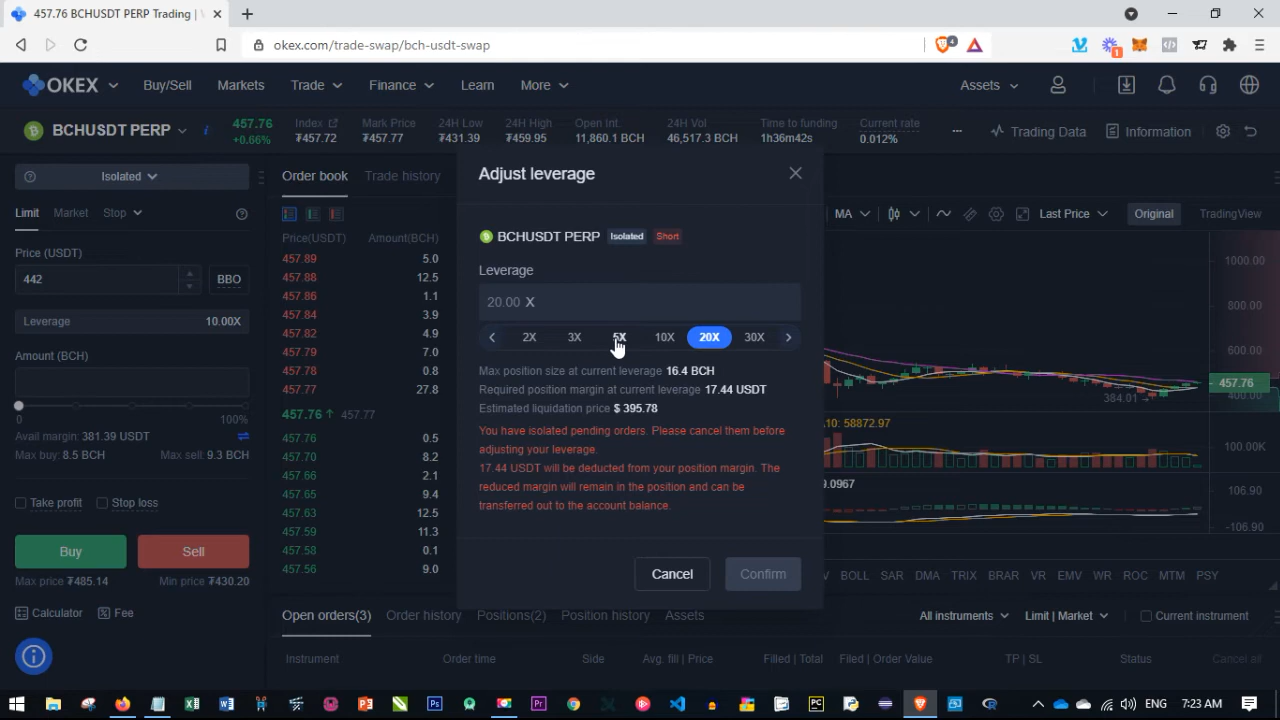 457.76 BCHUSDT PERP Trading |
okex.com/trade-swap/bch-usdt-swap
4
1
OKEX
Buy/Sell
Markets
Trade
Finance
Learn
More
Assets
BCHUSDT PERP
457.76
+0.66%
Index
₮457.72
Mark Price
₮457.77
24H Low
₮431.39
24H High
₮459.95
Open Int.
11,860.1 BCH
24H Vol
46,517.3 BCH
Time to funding
1h36m42s
Current rate
0.012%
Trading Data
Information
Isolated
Limit
Market
Stop
Price (USDT)
442
BBO
Leverage
10.00X
Amount (BCH)
0
100%
Avail margin: 381.39 USDT
Max buy: 8.5 BCH
Max sell: 9.3 BCH
Take profit
Stop loss
Buy
Sell
Max price ₮485.14
Min price ₮430.20
Calculator
Fee
Order book
Trade history
Price(USDT)
Amount(BCH)
457.89 5.0
457.88 12.5
457.86 1.1
457.84 3.9
457.82 4.9
457.79 7.0
457.78 0.8
457.77 27.8
457.76↑ 457.77
457.76 0.5
457.70 8.2
457.66 2.1
457.65 9.4
457.63 12.5
457.59 11.3
457.58 0.1
457.56 9.0
Adjust leverage
BCHUSDT PERP
Isolated
Short
Leverage
20.00 X
2X
3X
5X
10X
20X
30X
Max position size at current leverage 16.4 BCH
Required position margin at current leverage 17.44 USDT
Estimated liquidation price $ 395.78
You have isolated pending orders. Please cancel them before
adjusting your leverage.
17.44 USDT will be deducted from your position margin. The
reduced margin will remain in the position and can be
transferred out to the account balance.
Cancel
Confirm
MA
Last Price
Original
TradingView
1000.00
800.00
600.00
457.76
400.00
384.01
A10: 58872.97
100.00K
.0967
106.90
-106.90
BOLL
SAR
DMA
TRIX
BRAR
VR
EMV
WR
ROC
MTM
PSY
Open orders(3)
Order history
Positions(2)
Assets
All instruments
Limit | Market
Current instrument
Instrument
Order time
Side
Avg. fill | Price
Filled | Total
Filled | Order Value
TP | SL
Status
Cancel all
ENG
7:23 AM